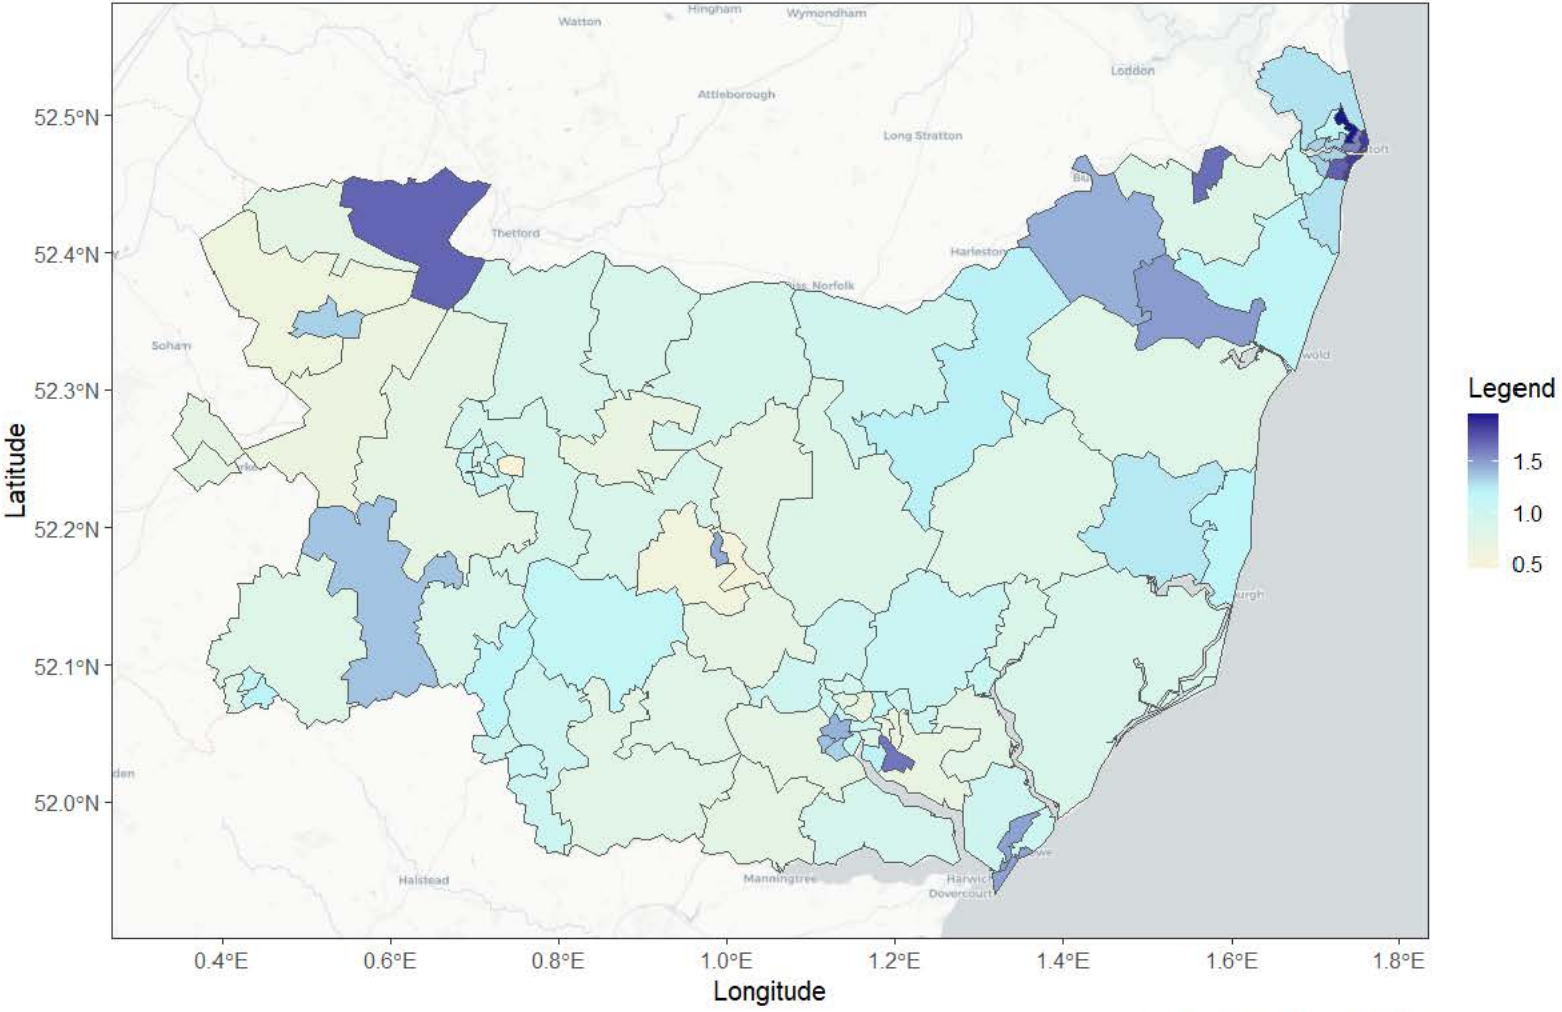 Hingham
Wymondham
Watton
Loddon
Attleborough
Long Stratton
Thetford
Harleston
Norfolk
Soham
Halstead
Manningtree
Harwich
Dovercourt
52.5°N
52.4°N
52.3°N
52.2°N
52.1°N
52.0°N
Latitude
0.4°E 0.6°E 0.8°E 1.0°E 1.2°E 1.4°E 1.6°E 1.8°E
Longitude
Legend
1.5
1.0
0.5